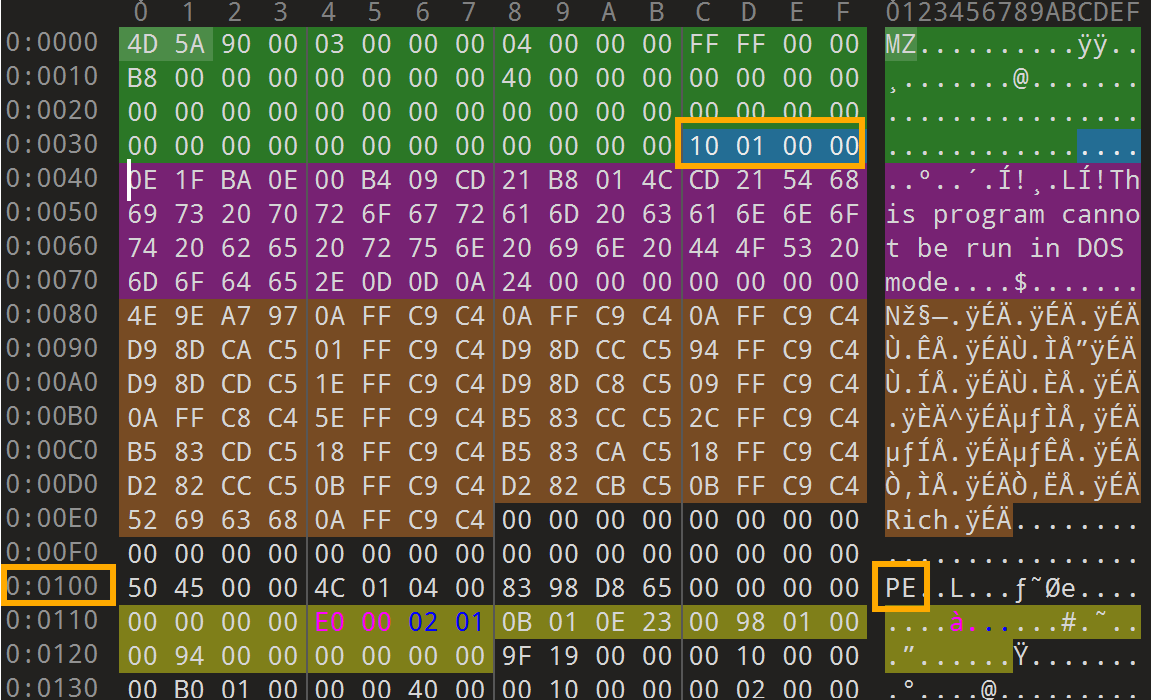 0 1 2 3 4 5 6 7 8 9 A B C D E F 0123456789ABCDEF
0:0000 4D 5A 90 00 03 00 00 00 04 00 00 00 FF FF 00 00 MZ..........ÿÿ..
0:0010 B8 00 00 00 00 00 00 00 40 00 00 00 00 00 00 00 ¸.......@.......
0:0020 00 00 00 00 00 00 00 00 00 00 00 00 00 00 00 00 ................
0:0030 00 00 00 00 00 00 00 00 00 00 00 00 10 01 00 00 ................
0:0040 0E 1F BA 0E 00 B4 09 CD 21 B8 01 4C CD 21 54 68 ..º..´.Í!¸.LÍ!Th
0:0050 69 73 20 70 72 6F 67 72 61 6D 20 63 61 6E 6E 6F is program canno
0:0060 74 20 62 65 20 72 75 6E 20 69 6E 20 44 4F 53 20 t be run in DOS
0:0070 6D 6F 64 65 2E 0D 0D 0A 24 00 00 00 00 00 00 00 mode....$.......
0:0080 4E 9E A7 97 0A FF C9 C4 0A FF C9 C4 0A FF C9 C4 Nž§—.ÿÉÄ.ÿÉÄ.ÿÉÄ
0:0090 D9 8D CA C5 01 FF C9 C4 D9 8D CC C5 94 FF C9 C4 Ù.ÊÅ.ÿÉÄÙ.ÌÅ”ÿÉÄ
0:00A0 D9 8D CD C5 1E FF C9 C4 D9 8D C8 C5 09 FF C9 C4 Ù.ÍÅ.ÿÉÄÙ.ÈÅ.ÿÉÄ
0:00B0 0A FF C8 C4 5E FF C9 C4 B5 83 CC C5 2C FF C9 C4 .ÿÈÄ^ÿÉÄµƒÌÅ,ÿÉÄ
0:00C0 B5 83 CD C5 18 FF C9 C4 B5 83 CA C5 18 FF C9 C4 µƒÍÅ.ÿÉÄµƒÊÅ.ÿÉÄ
0:00D0 D2 82 CC C5 0B FF C9 C4 D2 82 CB C5 0B FF C9 C4 Ò‚ÌÅ.ÿÉÄÒ‚ËÅ.ÿÉÄ
0:00E0 52 69 63 68 0A FF C9 C4 00 00 00 00 00 00 00 00 Rich.ÿÉÄ........
0:00F0 00 00 00 00 00 00 00 00 00 00 00 00 00 00 00 00 ................
0:0100 50 45 00 00 4C 01 04 00 83 98 D8 65 00 00 00 00 PE..L...ƒ˜Øe....
0:0110 00 00 00 00 E0 00 02 01 0B 01 0E 23 00 98 01 00 ....à......#.˜..
0:0120 00 94 00 00 00 00 00 00 9F 19 00 00 00 10 00 00 .”......Ÿ.......
0:0130 00 B0 01 00 00 00 40 00 00 10 00 00 00 02 00 00 .°....@.........